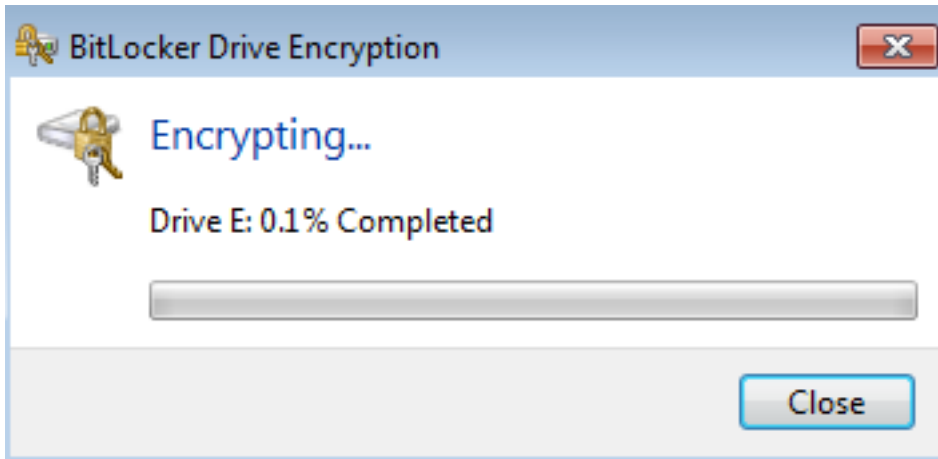 BitLocker Drive Encryption
Encrypting...
Drive E: 0.1% Completed
Close